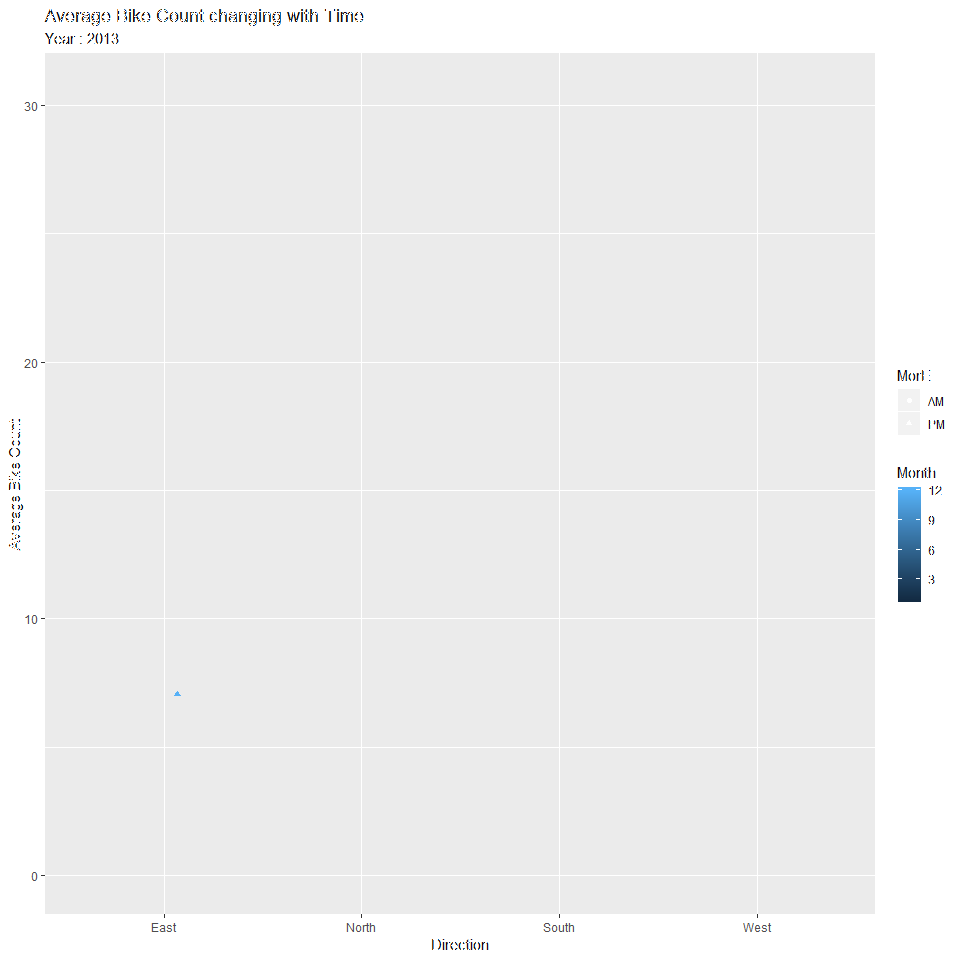 Average Bike Count changing with Time
Year : 2013
30
20
10
0
Average Bike Count
East
North
South
West
Direction
AM
PM
Month
12
9
6
3